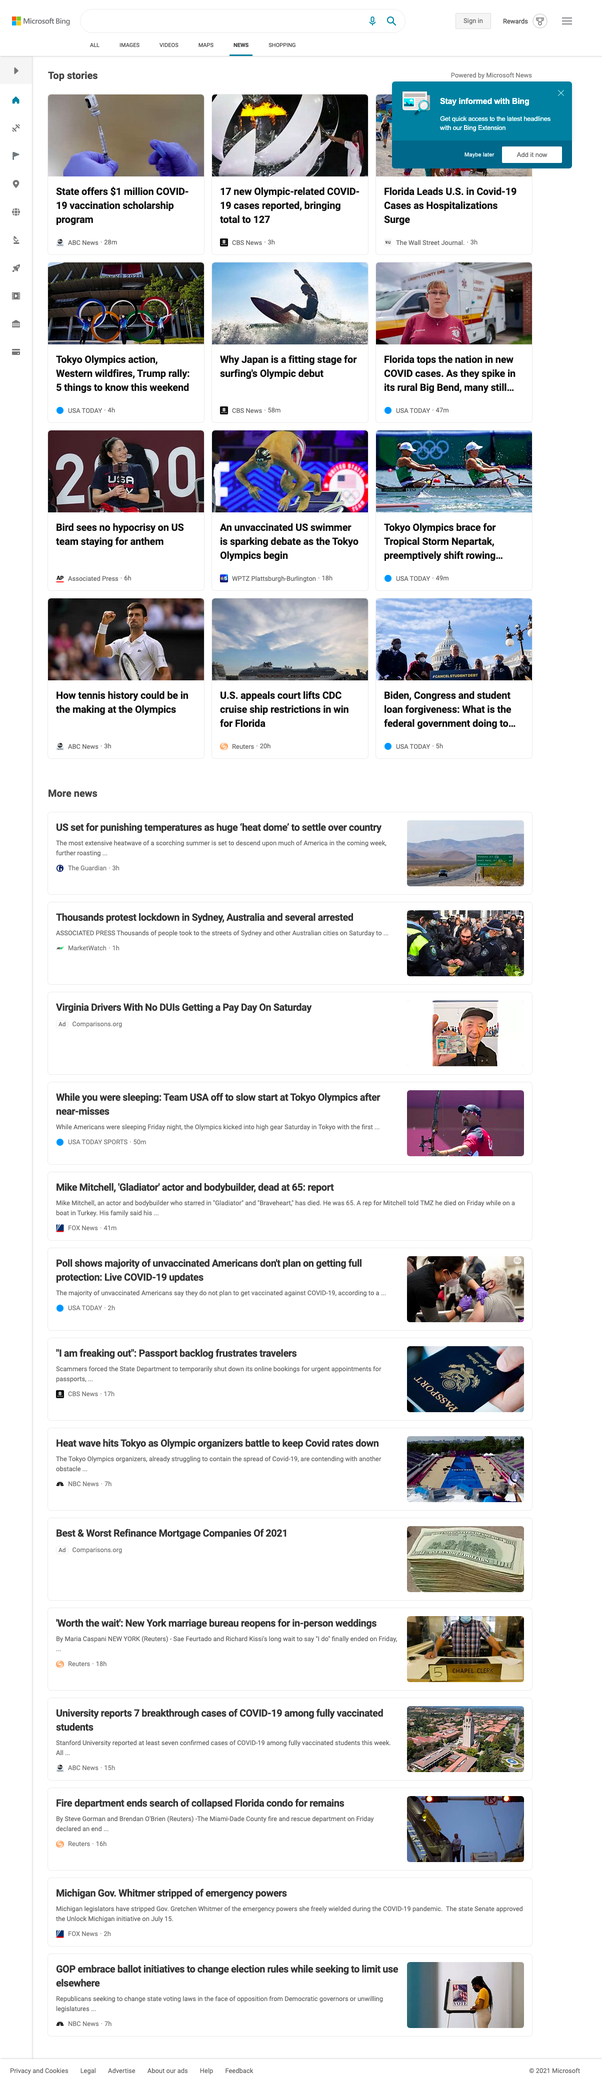 Microsoft Bing
Sign in
Rewards
ALL
IMAGES
VIDEOS
MAPS
NEWS
SHOPPING
Top stories
Powered by Microsoft News
Stay informed with Bing
Get quick access to the latest headlines
with our Bing Extension
Maybe later
Add it now
State offers $1 million COVID-
19 vaccination scholarship
program
ABC News · 28m
17 new Olympic-related COVID-
19 cases reported, bringing
total to 127
CBS News · 3h
Florida Leads U.S. in Covid-19
Cases as Hospitalizations
Surge
The Wall Street Journal. · 3h
Tokyo Olympics action,
Western wildfires, Trump rally:
5 things to know this weekend
USA TODAY · 4h
Why Japan is a fitting stage for
surfing's Olympic debut
CBS News · 58m
Florida tops the nation in new
COVID cases. As they spike in
its rural Big Bend, many still...
USA TODAY · 47m
2 20
USA
Bird sees no hypocrisy on US
team staying for anthem
AP Associated Press · 6h
An unvaccinated US swimmer
is sparking debate as the Tokyo
Olympics begin
WPTZ Plattsburgh-Burlington · 18h
Tokyo Olympics brace for
Tropical Storm Nepartak,
preemptively shift rowing...
USA TODAY · 49m
How tennis history could be in
the making at the Olympics
ABC News · 3h
U.S. appeals court lifts CDC
cruise ship restrictions in win
for Florida
Reuters · 20h
#CANCELSTUDENTDEBT
Biden, Congress and student
loan forgiveness: What is the
federal government doing to...
USA TODAY · 5h
More news
US set for punishing temperatures as huge 'heat dome' to settle over country
The most extensive heatwave of a scorching summer is set to descend upon much of America in the coming week,
further roasting ...
The Guardian · 3h
Thousands protest lockdown in Sydney, Australia and several arrested
ASSOCIATED PRESS Thousands of people took to the streets of Sydney and other Australian cities on Saturday to ...
MarketWatch · 1h
Virginia Drivers With No DUIs Getting a Pay Day On Saturday
Ad Comparisons.org
While you were sleeping: Team USA off to slow start at Tokyo Olympics after
near-misses
While Americans were sleeping Friday night, the Olympics kicked into high gear Saturday in Tokyo with the first ...
USA TODAY SPORTS · 50m
Mike Mitchell, 'Gladiator' actor and bodybuilder, dead at 65: report
Mike Mitchell, an actor and bodybuilder who starred in "Gladiator" and "Braveheart," has died. He was 65. A rep for Mitchell told TMZ he died on Friday while on a
boat in Turkey. His family said his ...
FOX News · 41m
Poll shows majority of unvaccinated Americans don't plan on getting full
protection: Live COVID-19 updates
The majority of unvaccinated Americans say they do not plan to get vaccinated against COVID-19, according to a ...
USA TODAY · 2h
"I am freaking out": Passport backlog frustrates travelers
Scammers forced the State Department to temporarily shut down its online bookings for urgent appointments for
passports, ...
CBS News · 17h
PASSPORT
Heat wave hits Tokyo as Olympic organizers battle to keep Covid rates down
The Tokyo Olympics organizers, already struggling to contain the spread of Covid-19, are contending with another
obstacle ...
NBC News · 7h
Best & Worst Refinance Mortgage Companies Of 2021
Ad Comparisons.org
'Worth the wait': New York marriage bureau reopens for in-person weddings
By Maria Caspani NEW YORK (Reuters) - Sae Feurtado and Richard Kissi's long wait to say "I do" finally ended on Friday,
...
Reuters · 18h
5 CHAPEL CLERK
University reports 7 breakthrough cases of COVID-19 among fully vaccinated
students
Stanford University reported at least seven confirmed cases of COVID-19 among fully vaccinated students this week.
All ...
ABC News · 15h
Fire department ends search of collapsed Florida condo for remains
By Steve Gorman and Brendan O'Brien (Reuters) -The Miami-Dade County fire and rescue department on Friday
declared an end ...
Reuters · 16h
Michigan Gov. Whitmer stripped of emergency powers
Michigan legislators have stripped Gov. Gretchen Whitmer of the emergency powers she freely wielded during the COVID-19 pandemic. The state Senate approved
the Unlock Michigan initiative on July 15.
FOX News · 2h
GOP embrace ballot initiatives to change election rules while seeking to limit use
elsewhere
Republicans seeking to change state voting laws in the face of opposition from Democratic governors or unwilling
legislatures ...
NBC News · 7h
VOTE
Privacy and Cookies
Legal
Advertise
About our ads
Help
Feedback
© 2021 Microsoft